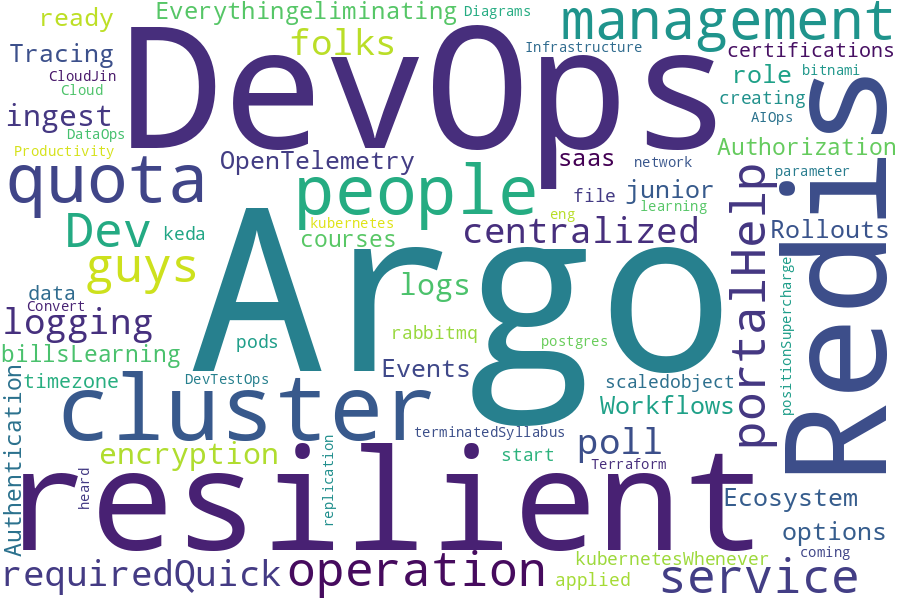 Everythingeliminating
Diagrams
ready
folks
DevOps
management
Tracing
Infrastructure
certifications
CloudJin
Cloud
role
bitnami
creating
ingest
AIOps
DataOps
Authorization
Productivity
OpenTelemetry
saas
network
parameter
quota
people
file
junior
learning
Redis
portalHelp
kubernetes
eng
Dev
keda
courses
centralized
Rollouts
guys
Argo
logs
positionSupercharge
data
Convert
logging
rabbitmq
postgres
pods
billsLearning
Events
timezone
DevTestOps
scaledobject
cluster
Workflows
Authentication
terminatedSyllabus
poll
encryption
start
Terraform
heard
replication
resilient
Ecosystem
options
coming
requiredQuick
operation
kubernetesWhenever
applied
service